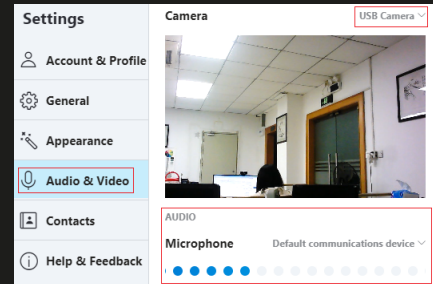 Settings
Account & Profile
General
Appearance
Audio & Video
Contacts
Help & Feedback
Camera
USB Camera
AUDIO
Microphone
Default communications device